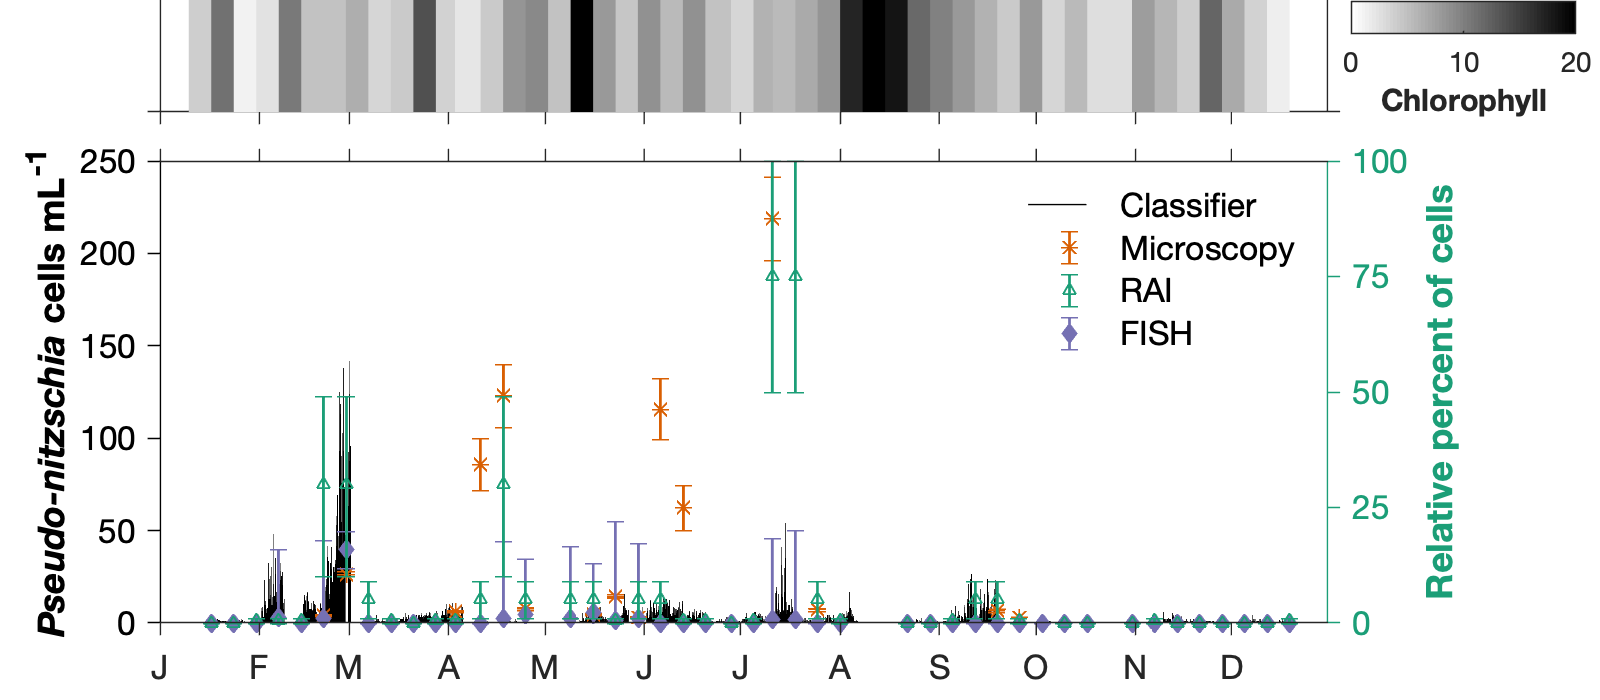 0 10 20
Chlorophyll
Pseudo-nitzschia cells mL-1
250
200
150
100
50
0
Classifier
Microscopy
RAI
FISH
100
75
50
25
0
Relative percent of cells
J F M A M J J A S O N D